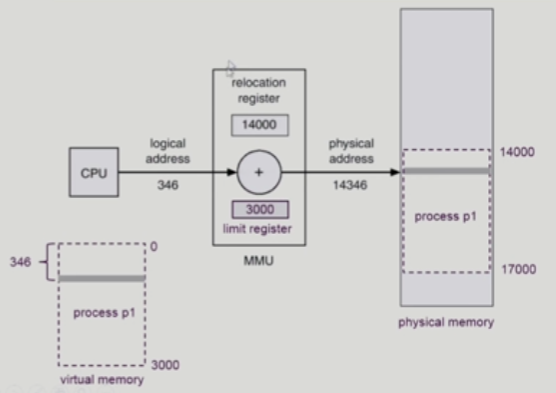 relocation
register
14000
logical
address
physical
address
14000
CPU
+
346
14346
3000
limit register
process p1
MMU
0
346
17000
process p1
physical memory
3000
virtual memory